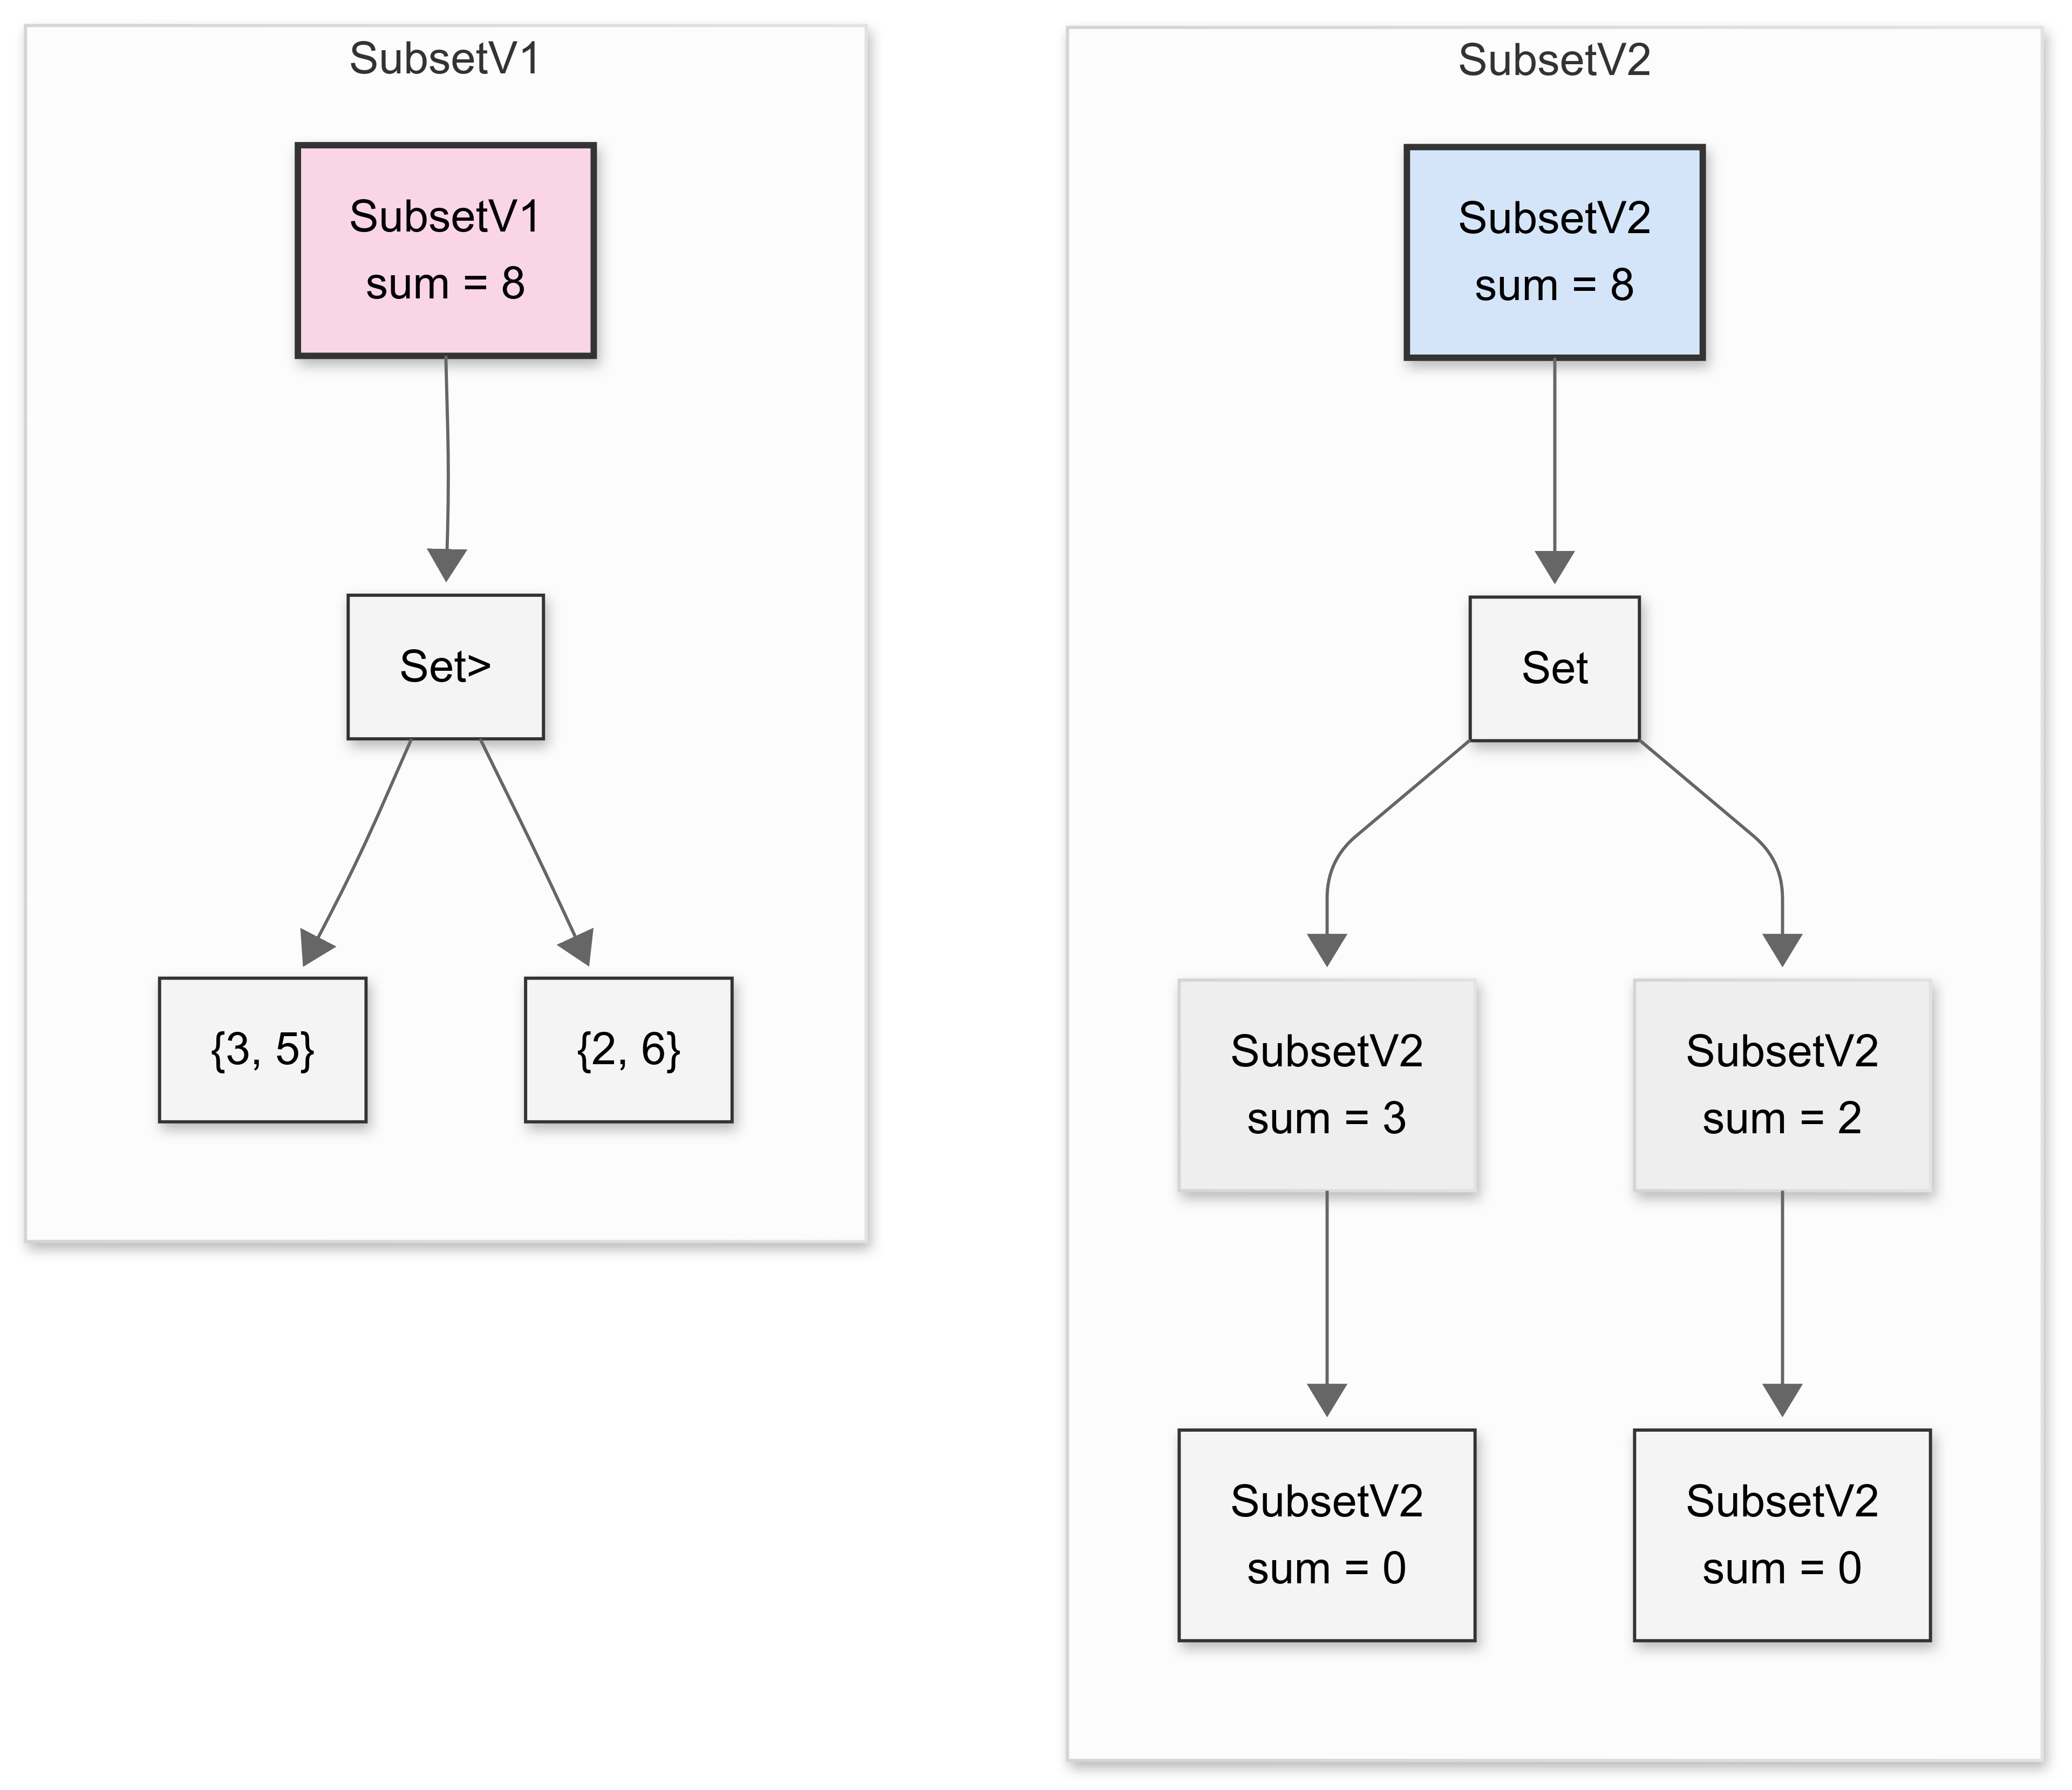 SubsetV1
SubsetV1
sum = 8
Set>
{3, 5}
{2, 6}
SubsetV2
SubsetV2
sum = 8
Set
SubsetV2
sum = 3
SubsetV2
sum = 2
SubsetV2
sum = 0
SubsetV2
sum = 0